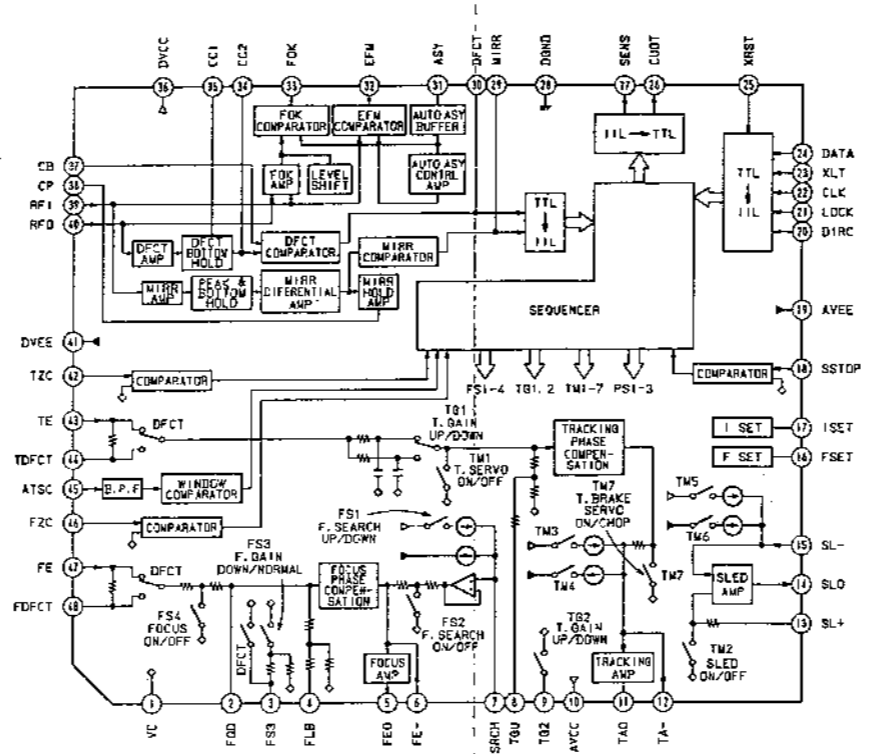 DVCC CC1 CC2 FOK EFM ASY DFCT MIRR DGND SENS COUT XRST
36 35 34 33 32 31 30 29 28 27 26 25
FOK COMPARATOR
EFM COMPARATOR
AUTO ASY BUFFER
IIL → TTL
FOK AMP
LEVEL SHIFT
AUTO ASY CONTRL AMP
TTL ↓ IIL
TTL ↓ IIL
CB 37
CP 38
RFI 39
RFO 40
24 DATA
23 XLT
22 CLK
21 LOCK
20 DIRC
DFCT AMP
DFCT BOTTOM HOLD
DFCT COMPARATOR
MIRR COMPARATOR
MIRR AMP
PEAK & BOTTOM HOLD
MIRR DIFERENTIAL AMP
MIRR HOLD AMP
SEQUENCER
19 AVEE
DVEE 41
TZC 42
COMPARATOR
FS1-4 TG1, 2 TM1-7 PS1-3
COMPARATOR
18 SSTOP
TE 43
DFCT
TG1
T. GAIN
UP/DOWN
TRACKING PHASE COMPEN-SATION
I SET
17 ISET
TDFCT 44
TM1
T. SERVO
ON/OFF
F SET
16 FSET
ATSC 45
B.P.F
WINDOW COMPARATOR
TM7
T. BRAKE
SERVO
ON/CHOP
TM5
FZC 46
COMPARATOR
FS1
F. SEARCH
UP/DOWN
TM3
TM6
15 SL-
FE 47
DFCT
FS3
F. GAIN
DOWN/NORMAL
FOCUS PHASE COMPEN-SATION
TM4
TM7
SLED AMP
14 SLO
FDFCT 48
FS4
FOCUS
ON/OFF
FS2
F. SEARCH
ON/OFF
TG2
T. GAIN
UP/DOWN
13 SL+
DFCT
FOCUS AMP
TRACKING AMP
TM2
SLED
ON/OFF
1 2 3 4 5 6 7 8 9 10 11 12
VC FGD FS3 FLB FEO FE- SRCH TGU TG2 AVCC TAO TA-